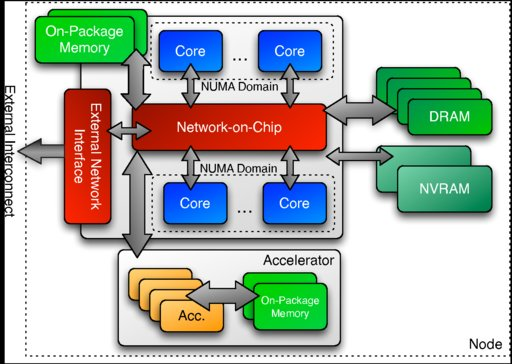 On-Package
Memory
Core
...
Core
NUMA Domain
External Interconnect
External Network
Interface
Network-on-Chip
DRAM
NUMA Domain
Core
...
Core
NVRAM
Accelerator
Acc.
On-Package
Memory
Node